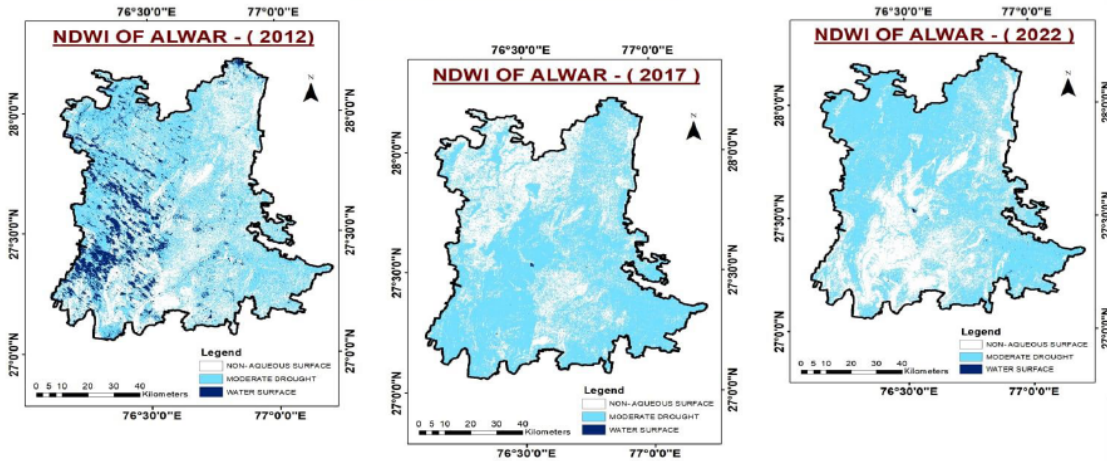 NDWI OF ALWAR - ( 2012)
76°30'0"E 77°0'0"E
N
28°0'0"N 28°0'0"N
27°30'0"N 27°30'0"N
27°0'0"N 27°0'0"N
Legend
NON-AQUEOUS SURFACE
MODERATE DROUGHT
WATER SURFACE
0 5 10 20 30 40
Kilometers
76°30'0"E 77°0'0"E
76°30'0"E 77°0'0"E
NDWI OF ALWAR - (2017)
N
28°0'0"N 28°0'0"N
27°30'0"N 27°30'0"N
27°0'0"N 27°0'0"N
Legend
NON-AQUEOUS SURFACE
MODERATE DROUGHT
WATER SURFACE
0 5 10 20 30 40
Kilometers
76°30'0"E 77°0'0"E
76°30'0"E 77°0'0"E
NDWI OF ALWAR - ( 2022 )
N
28°0'0"N
27°30'0"N
27°0'0"N
Legend
NON-AQUEOUS SURFACE
MODERATE DROUGHT
WATER SURFACE
0 5 10 20 30 40
Kilometers
76°30'0"E 77°0'0"E